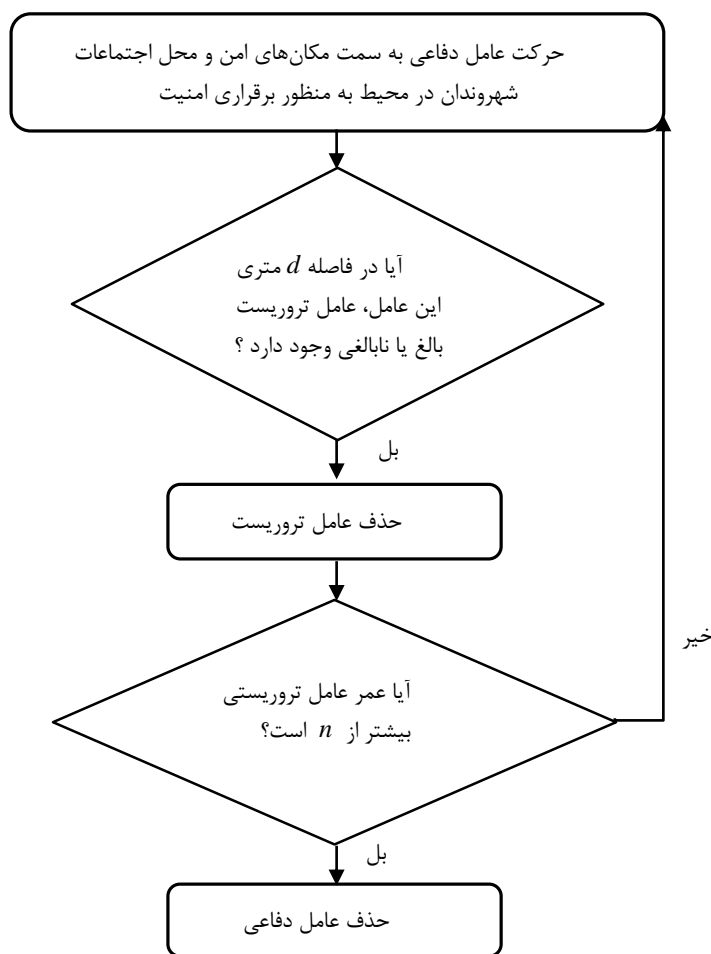 حرکت عامل دفاعی به سمت مکان‌های امن و محل اجتماعات
شهروندان در محیط به منظور برقراری امنیت
آیا در فاصله d متری
این عامل، عامل تروریست
بالغ یا نابالغی وجود دارد ؟
بل
حذف عامل تروریست
خیر
آیا عمر عامل تروریستی
بیشتر از n است؟
بل
حذف عامل دفاعی